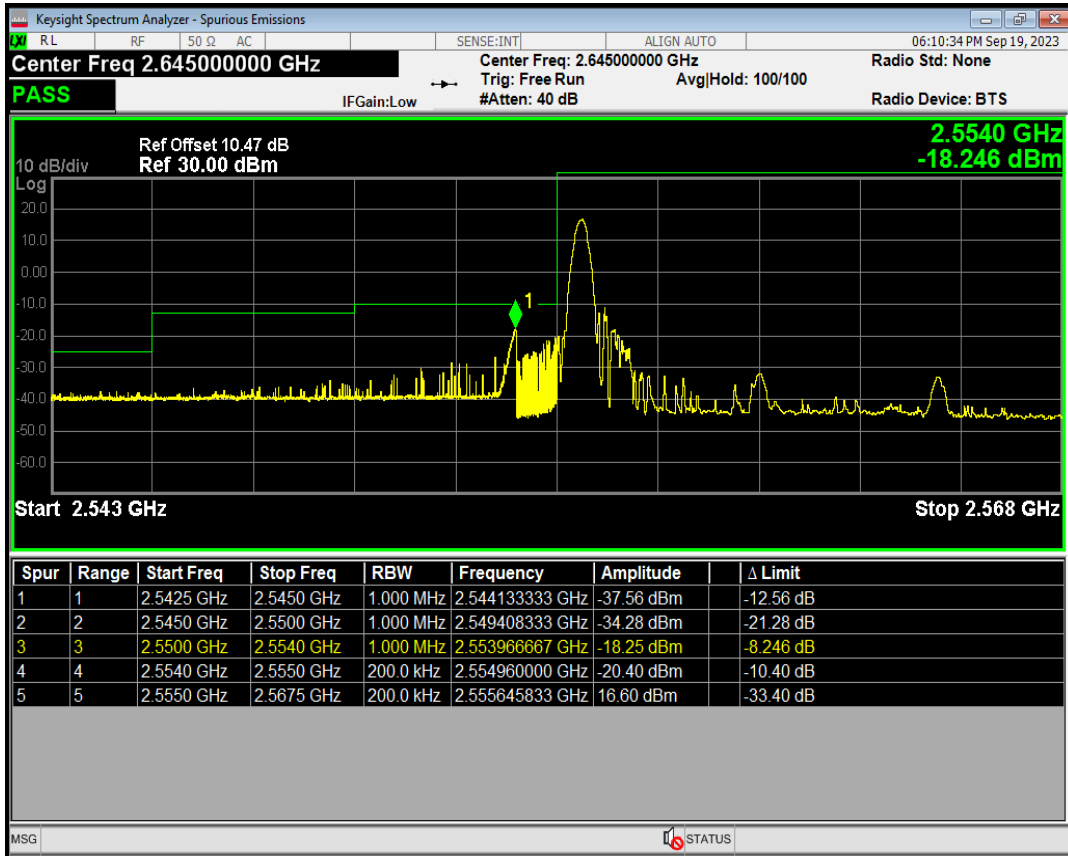 Keysight Spectrum Analyzer - Spurious Emissions
LXI RL RF 50 Ω AC SENSE:INT ALIGN AUTO 06:10:34 PM Sep 19, 2023
Center Freq 2.645000000 GHz Center Freq: 2.645000000 GHz Radio Std: None
Trig: Free Run Avg|Hold: 100/100
PASS IFGain:Low #Atten: 40 dB Radio Device: BTS
Ref Offset 10.47 dB 2.5540 GHz
10 dB/div Ref 30.00 dBm -18.246 dBm
Log
20.0
10.0
0.00
-10.0 1
-20.0
-30.0
-40.0
-50.0
-60.0
Start 2.543 GHz Stop 2.568 GHz
Spur Range Start Freq Stop Freq RBW Frequency Amplitude Δ Limit
1 1 2.5425 GHz 2.5450 GHz 1.000 MHz 2.544133333 GHz -37.56 dBm -12.56 dB
2 2 2.5450 GHz 2.5500 GHz 1.000 MHz 2.549408333 GHz -34.28 dBm -21.28 dB
3 3 2.5500 GHz 2.5540 GHz 1.000 MHz 2.553966667 GHz -18.25 dBm -8.246 dB
4 4 2.5540 GHz 2.5550 GHz 200.0 kHz 2.554960000 GHz -20.40 dBm -10.40 dB
5 5 2.5550 GHz 2.5675 GHz 200.0 kHz 2.555645833 GHz 16.60 dBm -33.40 dB
MSG STATUS